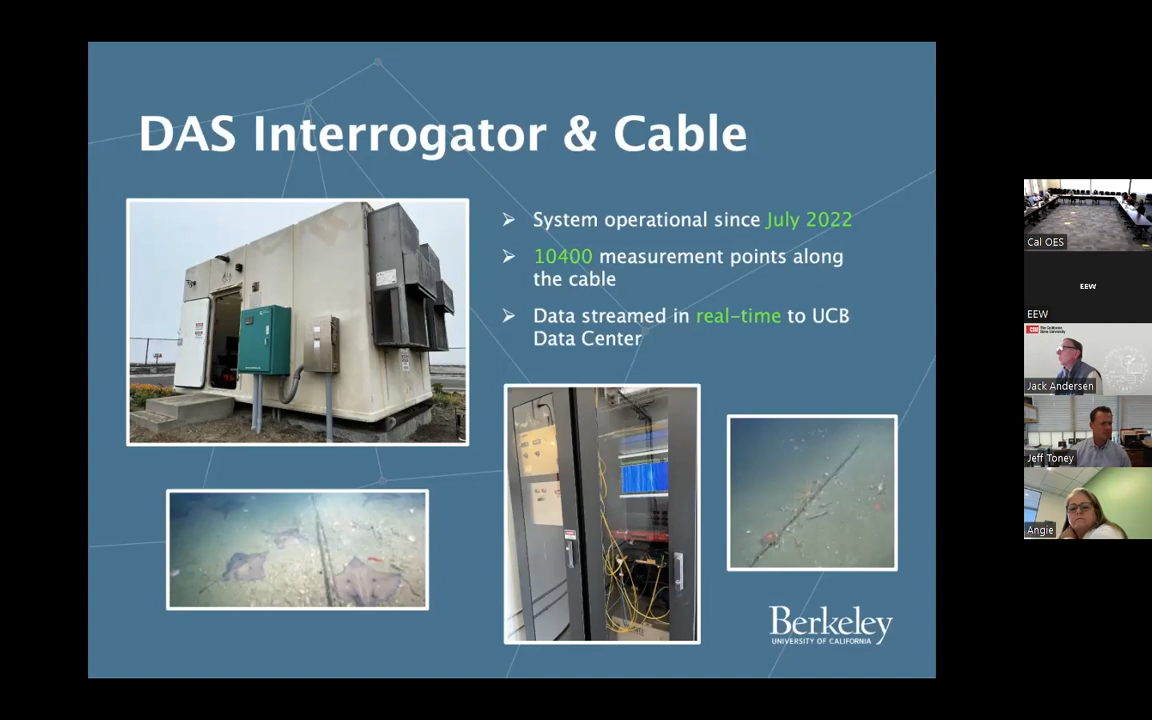 DAS Interrogator & Cable
System operational since July 2022
10400 measurement points along
the cable
Data streamed in real-time to UCB
Data Center
Berkeley
UNIVERSITY OF CALIFORNIA
Cal OES
EEW
EEW
Jack Andersen
Jeff Toney
Angie